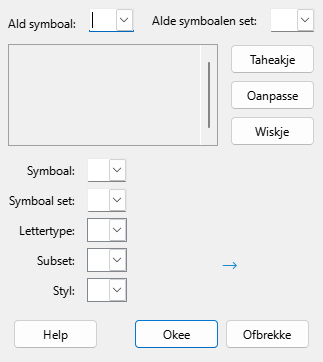 Ald symboal: Alde symboalen set:
Taheakje
Oanpasse
Wiskje
Symboal:
Symboal set:
Lettertype:
Subset:
Styl:
Help Okee Ofbrekke